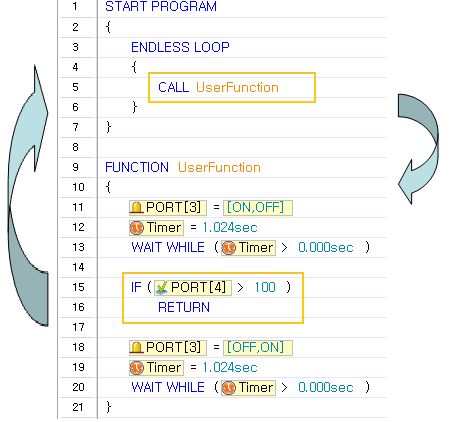 1 START PROGRAM
2 {
3 ENDLESS LOOP
4 {
5 CALL UserFunction
6 }
7 }
8
9 FUNCTION UserFunction
10 {
11 PORT[3] = [ON,OFF]
12 Timer = 1.024sec
13 WAIT WHILE ( Timer > 0.000sec )
14
15 IF ( PORT[4] > 100 )
16 RETURN
17
18 PORT[3] = [OFF,ON]
19 Timer = 1.024sec
20 WAIT WHILE ( Timer > 0.000sec )
21 }